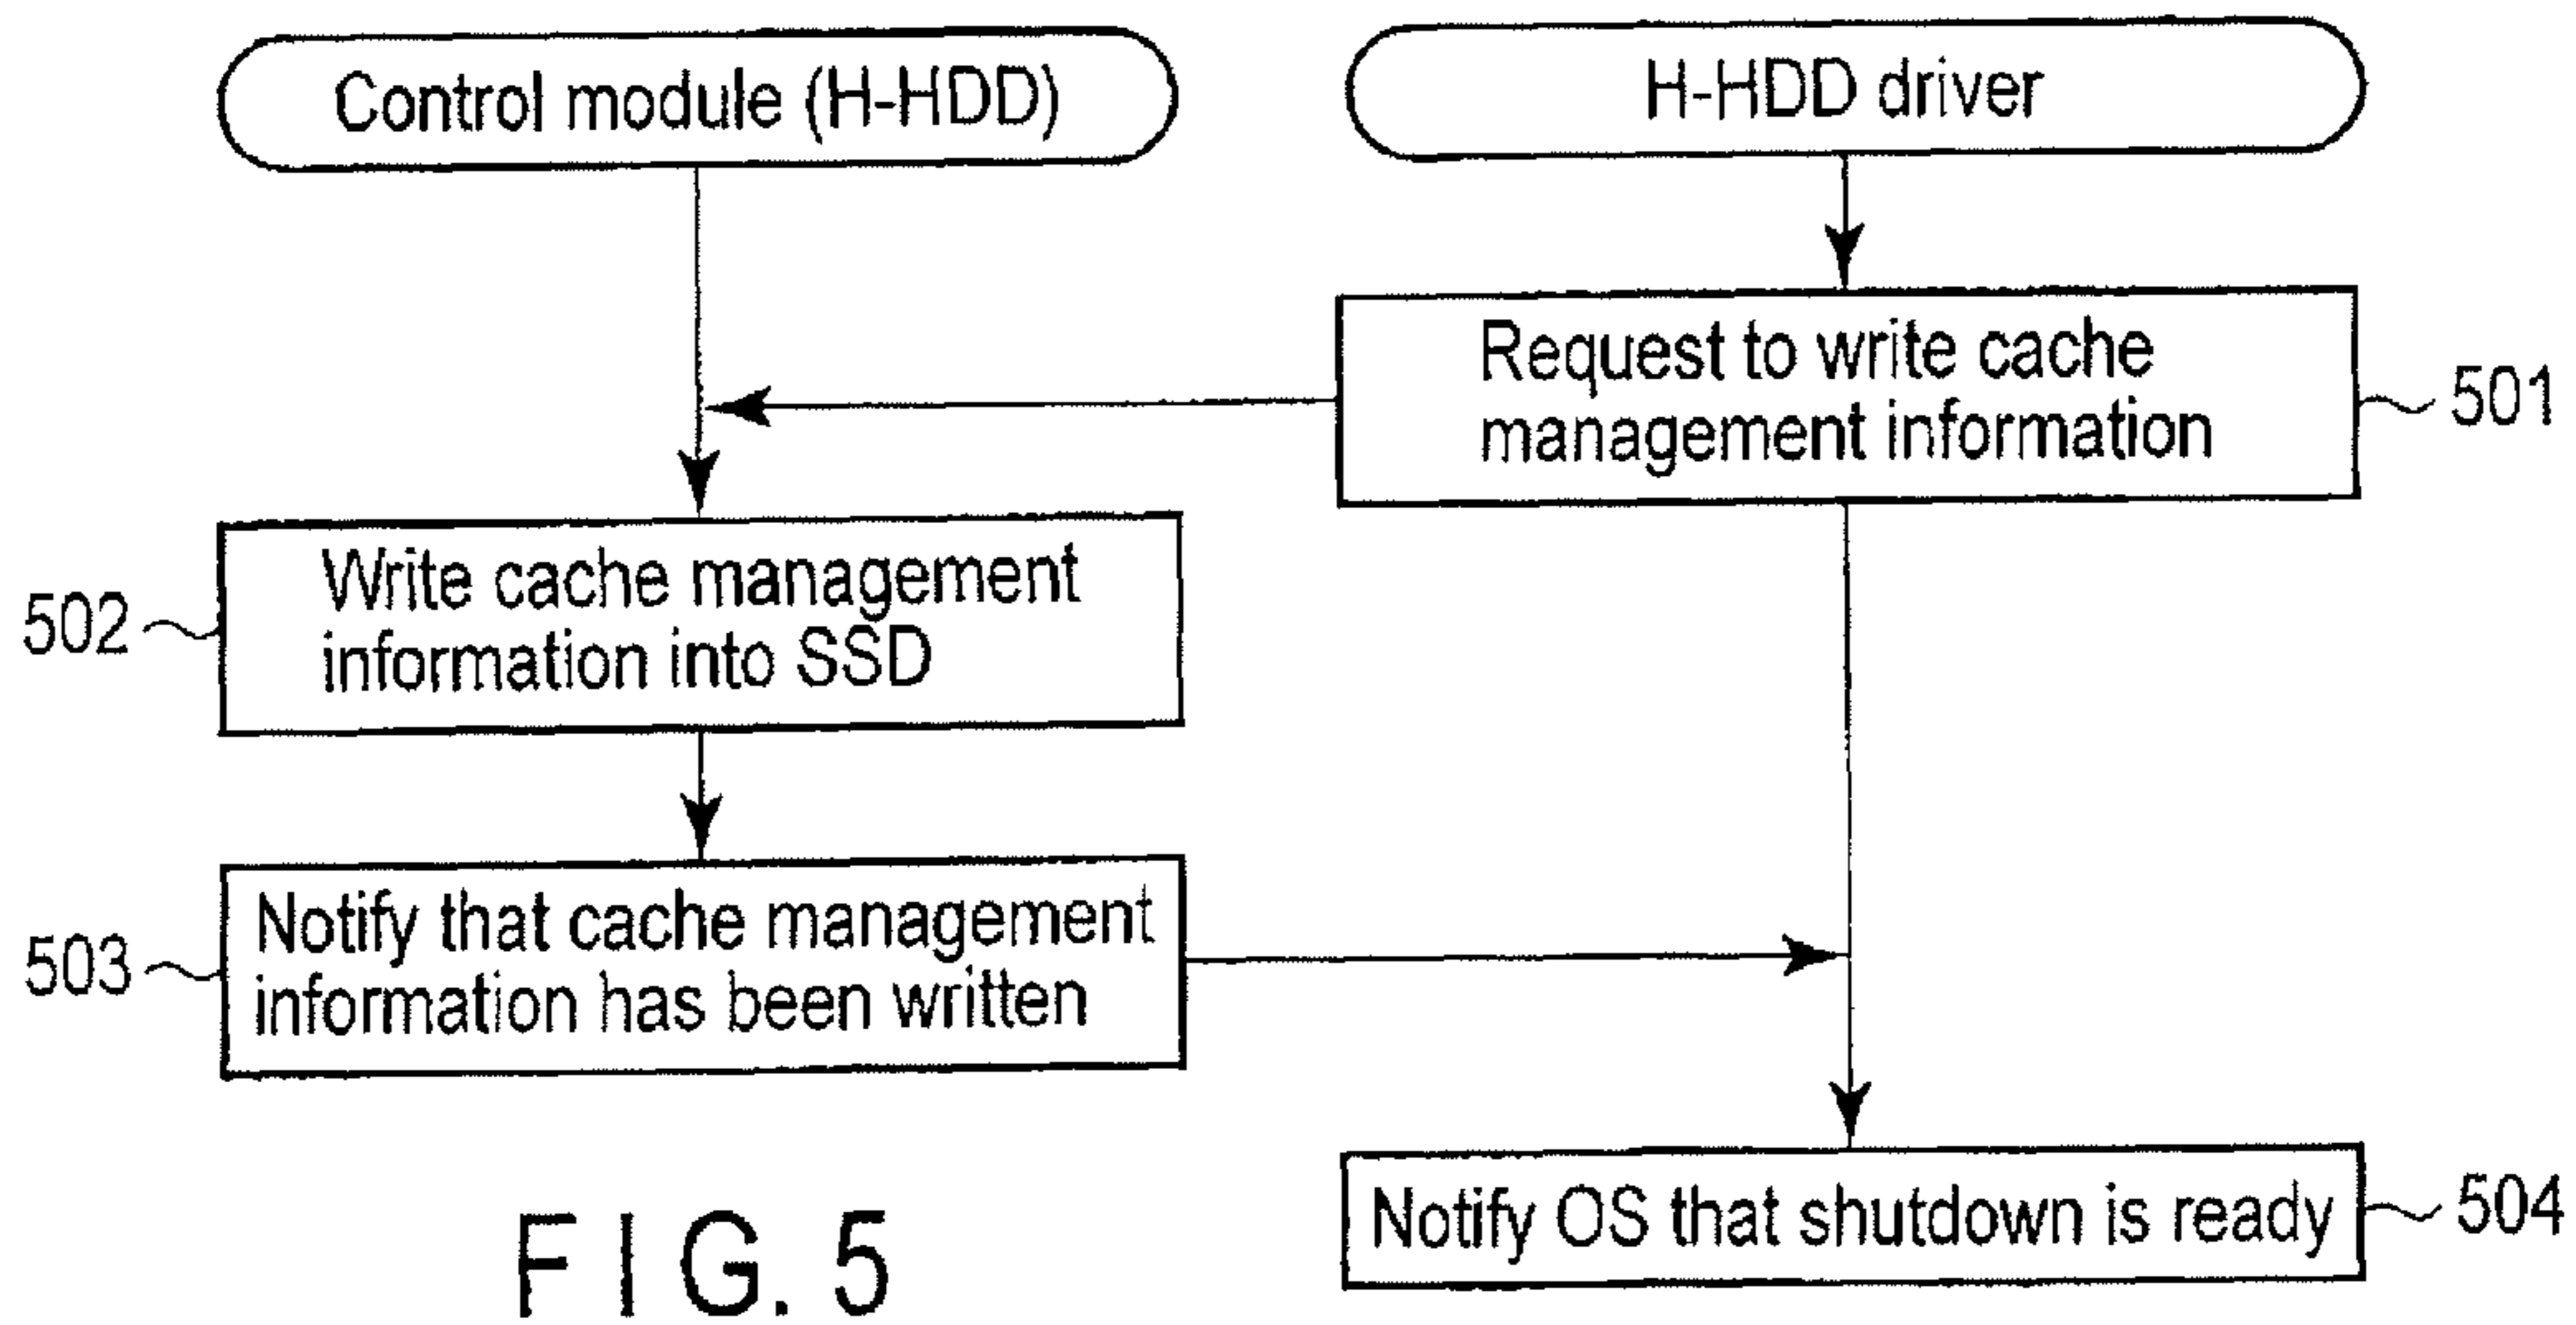 Control module (H-HDD)
H-HDD driver
Request to write cache
management information
501
Write cache management
information into SSD
502
Notify that cache management
information has been written
503
Notify OS that shutdown is ready
504
FIG. 5